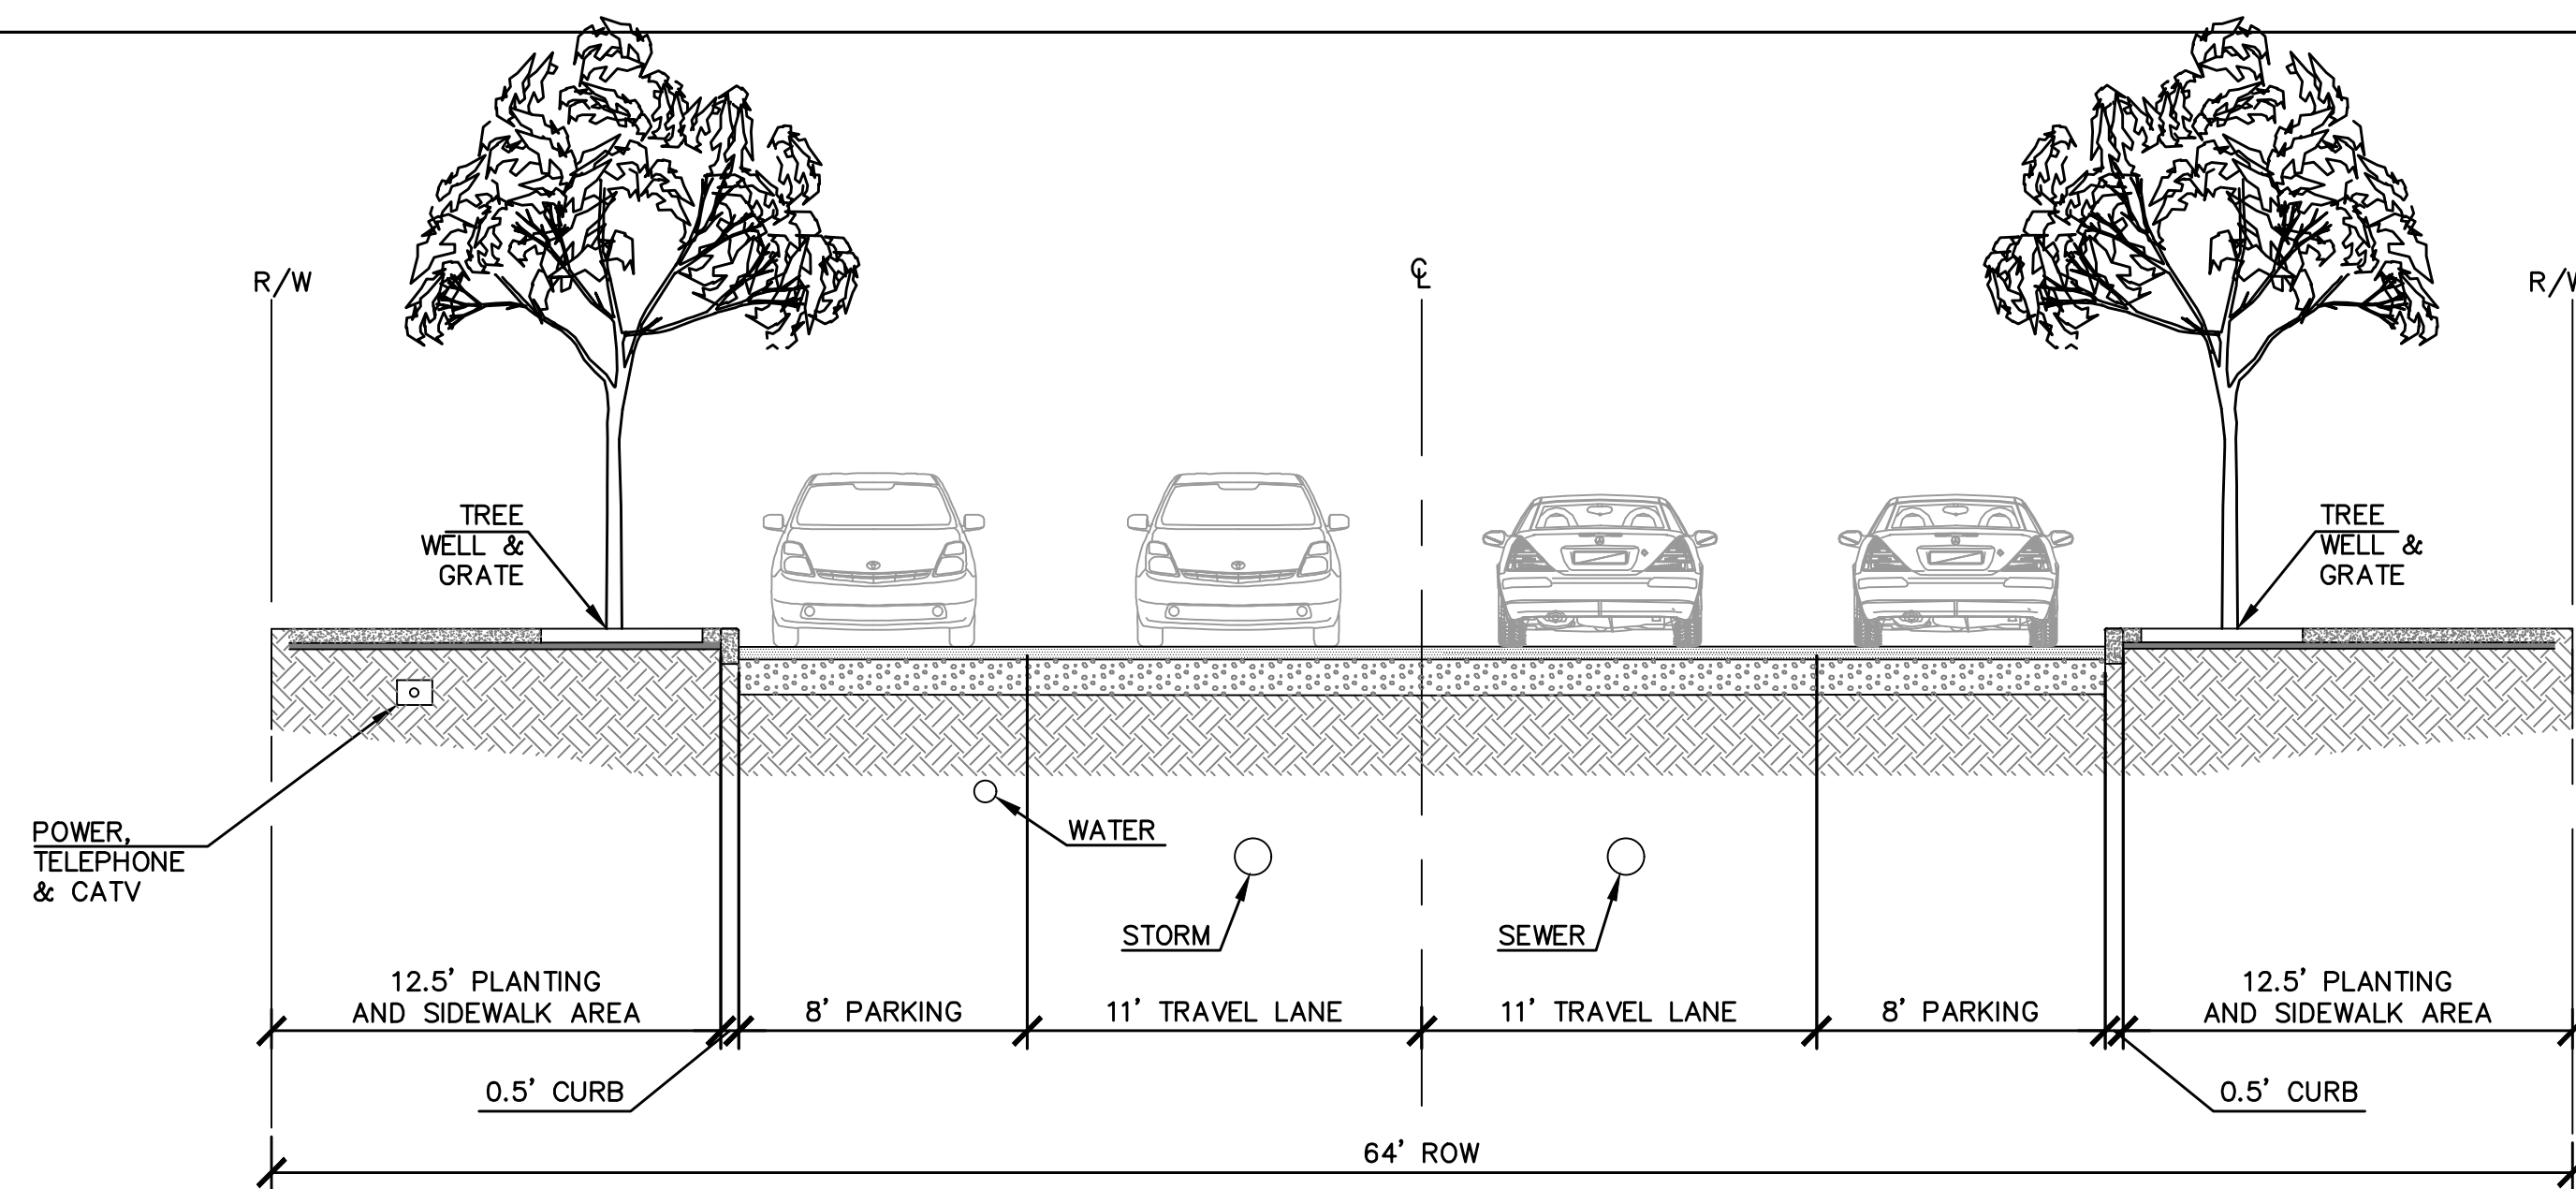 R/W
℄
R/W
TREE
WELL &
GRATE
TREE
WELL &
GRATE
POWER,
TELEPHONE
& CATV
WATER
STORM
SEWER
12.5' PLANTING
AND SIDEWALK AREA
8' PARKING
11' TRAVEL LANE
11' TRAVEL LANE
8' PARKING
12.5' PLANTING
AND SIDEWALK AREA
0.5' CURB
0.5' CURB
64' ROW